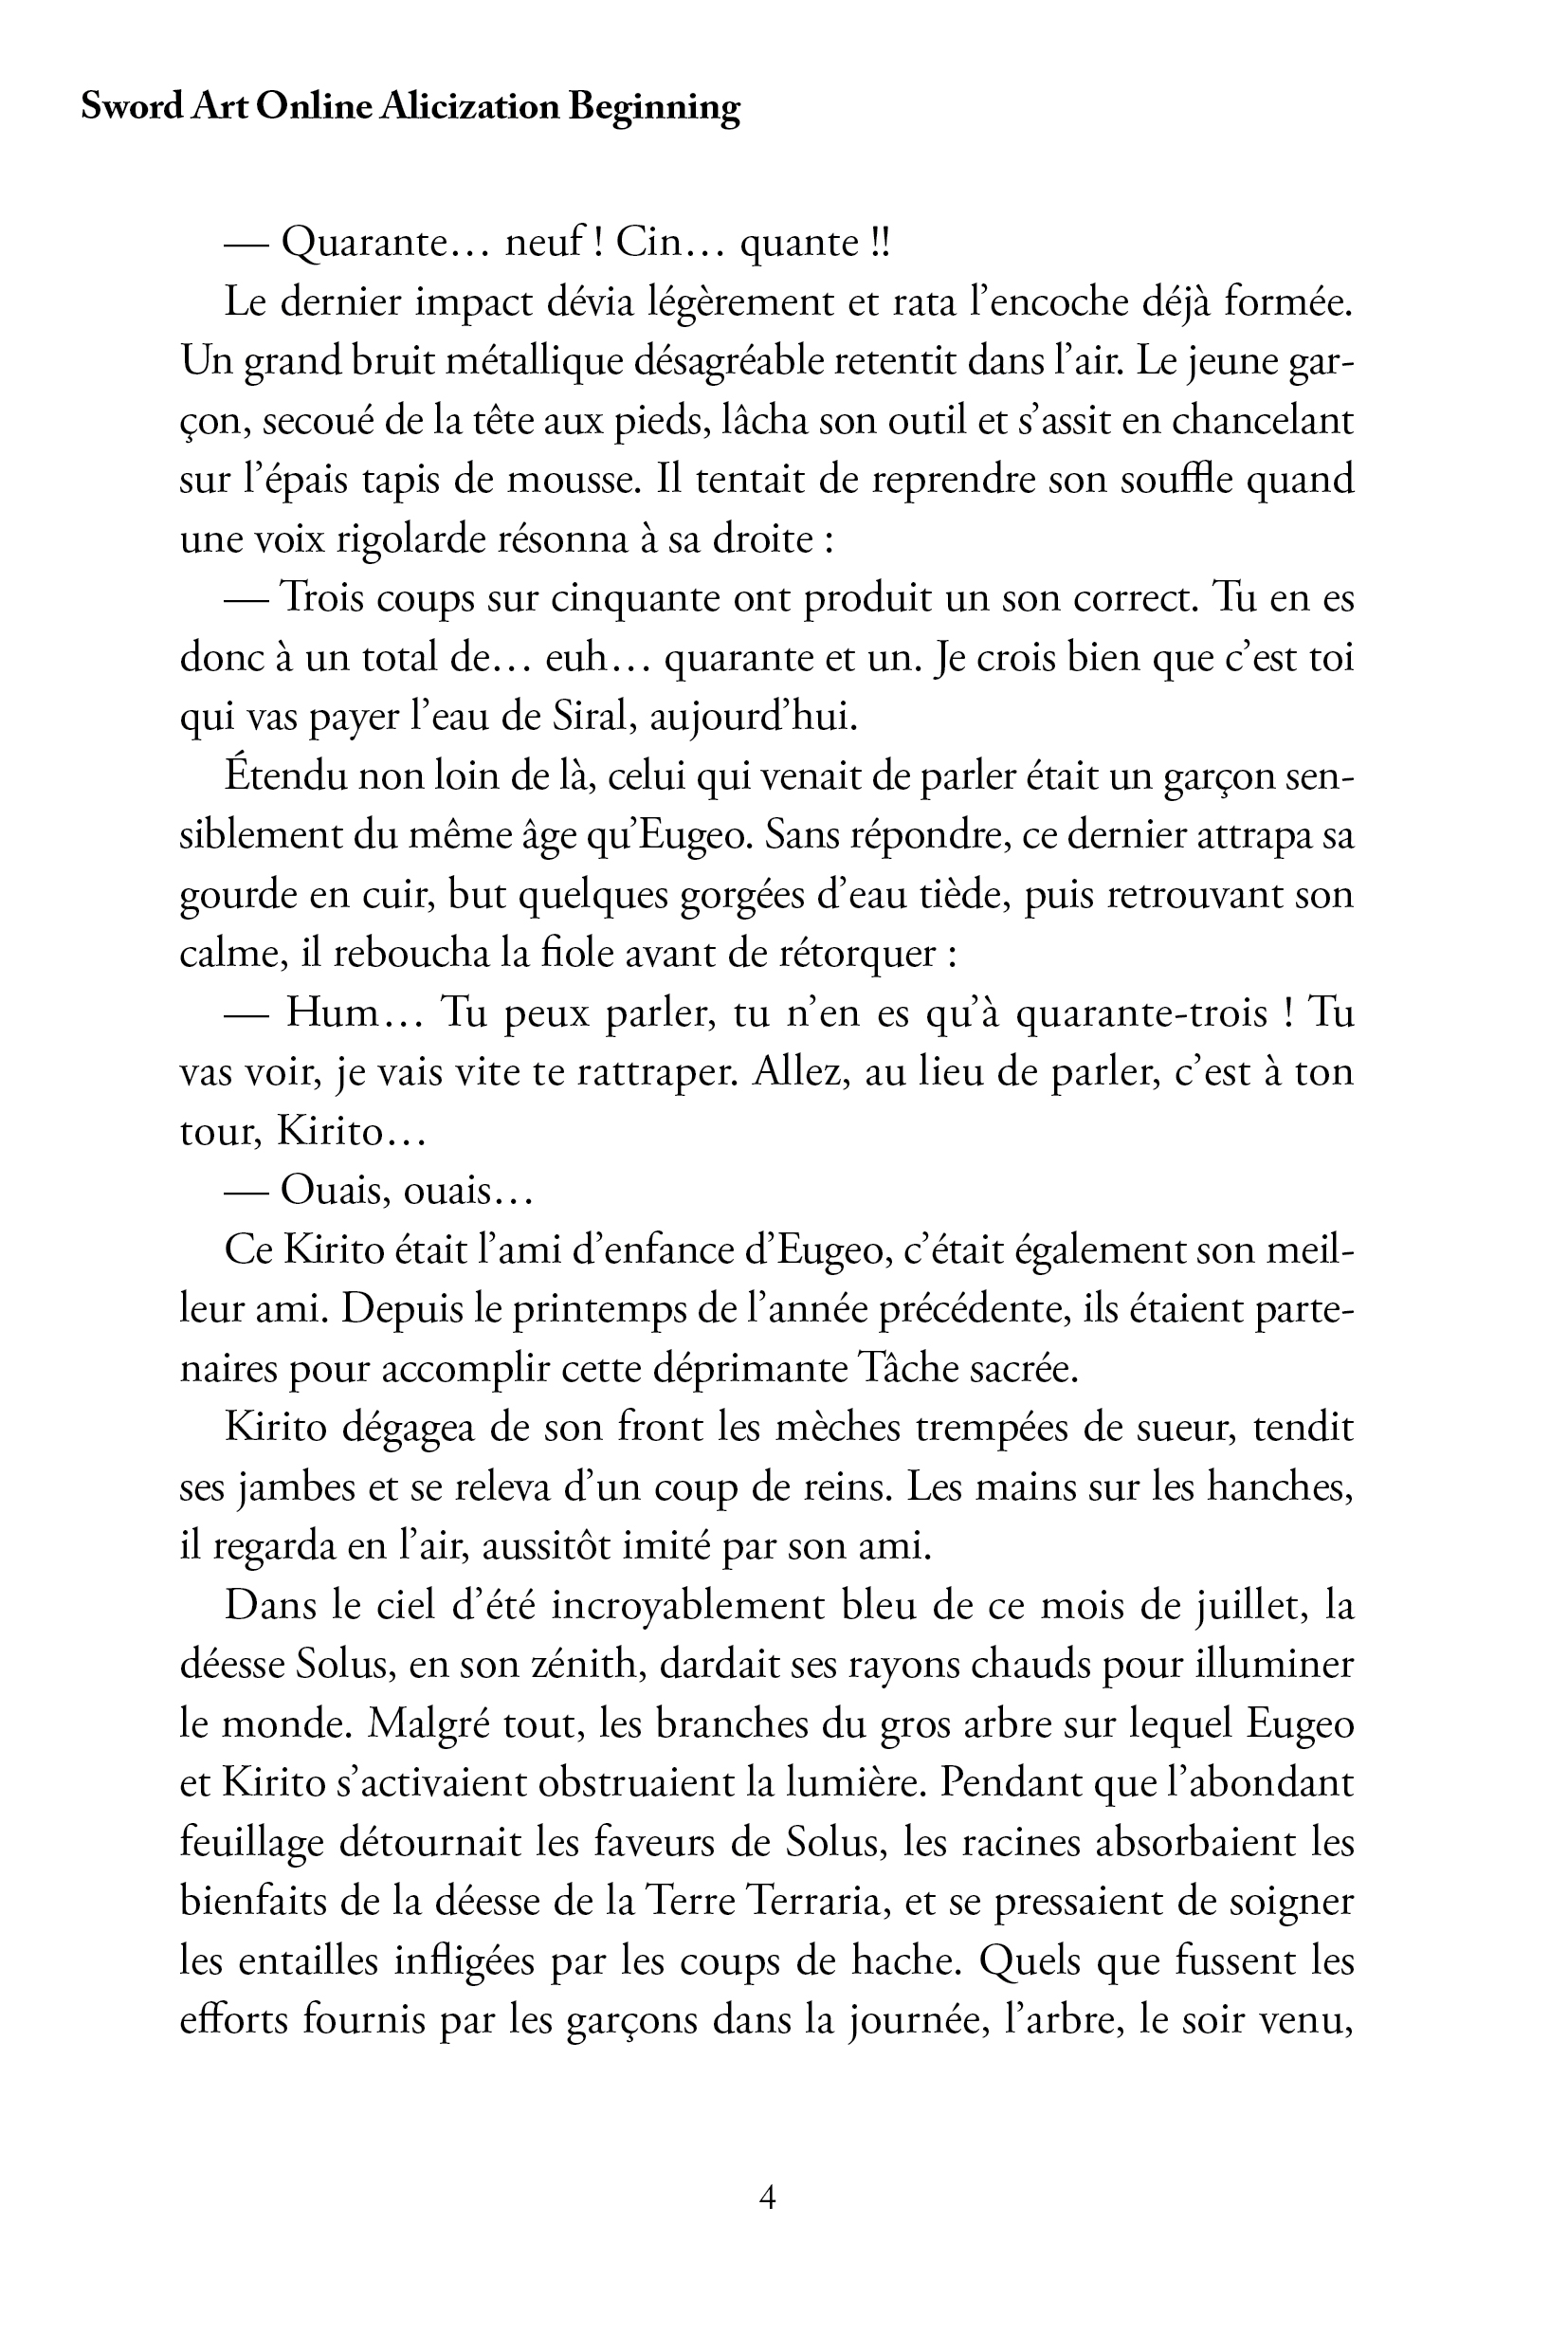 Sword Art Online Alicization Beginning
— Quarante… neuf ! Cin… quante !!
Le dernier impact dévia légèrement et rata l’encoche déjà formée.
Un grand bruit métallique désagréable retentit dans l’air. Le jeune gar-
çon, secoué de la tête aux pieds, lâcha son outil et s’assit en chancelant
sur l’épais tapis de mousse. Il tentait de reprendre son souffle quand
une voix rigolarde résonna à sa droite :
— Trois coups sur cinquante ont produit un son correct. Tu en es
donc à un total de… euh… quarante et un. Je crois bien que c’est toi
qui vas payer l’eau de Siral, aujourd’hui.
Étendu non loin de là, celui qui venait de parler était un garçon sen-
siblement du même âge qu’Eugeo. Sans répondre, ce dernier attrapa sa
gourde en cuir, but quelques gorgées d’eau tiède, puis retrouvant son
calme, il reboucha la fiole avant de rétorquer :
— Hum… Tu peux parler, tu n’en es qu’à quarante-trois ! Tu
vas voir, je vais vite te rattraper. Allez, au lieu de parler, c’est à ton
tour, Kirito…
— Ouais, ouais…
Ce Kirito était l’ami d’enfance d’Eugeo, c’était également son meil-
leur ami. Depuis le printemps de l’année précédente, ils étaient parte-
naires pour accomplir cette déprimante Tâche sacrée.
Kirito dégagea de son front les mèches trempées de sueur, tendit
ses jambes et se releva d’un coup de reins. Les mains sur les hanches,
il regarda en l’air, aussitôt imité par son ami.
Dans le ciel d’été incroyablement bleu de ce mois de juillet, la
déesse Solus, en son zénith, dardait ses rayons chauds pour illuminer
le monde. Malgré tout, les branches du gros arbre sur lequel Eugeo
et Kirito s’activaient obstruaient la lumière. Pendant que l’abondant
feuillage détournait les faveurs de Solus, les racines absorbaient les
bienfaits de la déesse de la Terre Terraria, et se pressaient de soigner
les entailles infligées par les coups de hache. Quels que fussent les
efforts fournis par les garçons dans la journée, l’arbre, le soir venu,
4